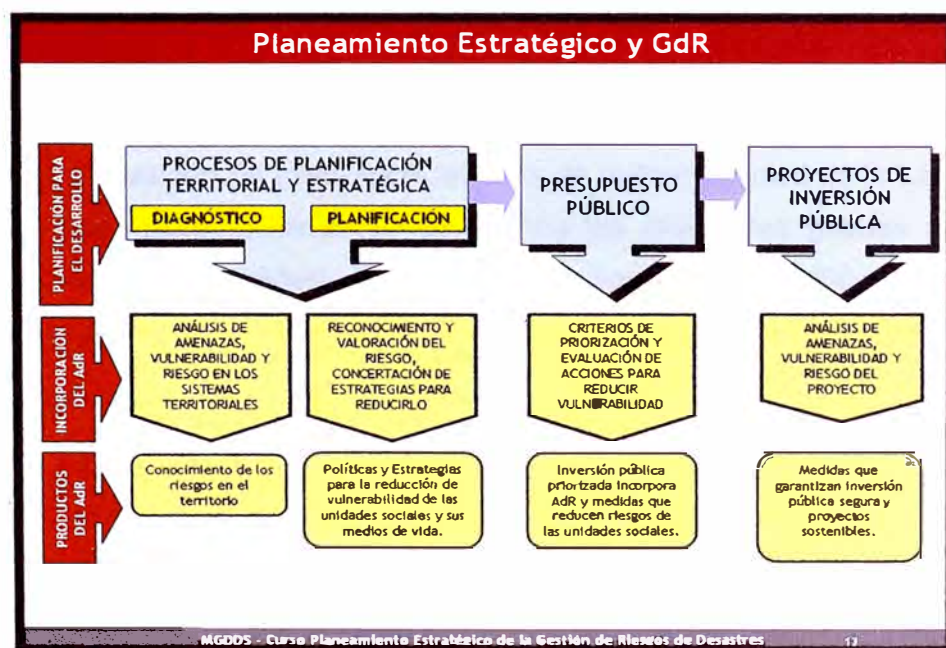 Planeamiento Estratégico y GdR
PLANIFICACIÓN PARA
EL DESARROLLO
PROCESOS DE PLANIFICACIÓN
TERRITORIAL Y ESTRATÉGICA
DIAGNÓSTICO
PLANIFICACIÓN
PRESUPUESTO
PÚBLICO
PROYECTOS DE
INVERSIÓN
PÚBLICA
INCORPORACIÓN
DEL AdR
ANÁLISIS DE
AMENAZAS,
VULNERABILIDAD Y
RIESGO EN LOS
SISTEMAS
TERRITORIALES
RECONOCIMIENTO Y
VALORACIÓN DEL
RIESGO,
CONCERTACIÓN DE
ESTRATEGIAS PARA
REDUCIRLO
CRITERIOS DE
PRIORIZACIÓN Y
EVALUACIÓN DE
ACCIONES PARA
REDUCIR
VULNERABILIDAD
ANÁLISIS DE
AMENAZAS,
VULNERABILIDAD Y
RIESGO DEL
PROYECTO
PRODUCTOS
DEL AdR
Conocimiento de los
riesgos en el
territorio
Políticas y Estrategias
para la reducción de
vulnerabilidad de las
unidades sociales y sus
medios de vida.
Inversión pública
priorizada incorpora
AdR y medidas que
reducen riesgos de
las unidades sociales.
Medidas que
garantizan inversión
pública segura y
proyectos
sostenibles.
MGDDS - Curso Planeamiento Estratégico de la Gestión de Riesgos de Desastres